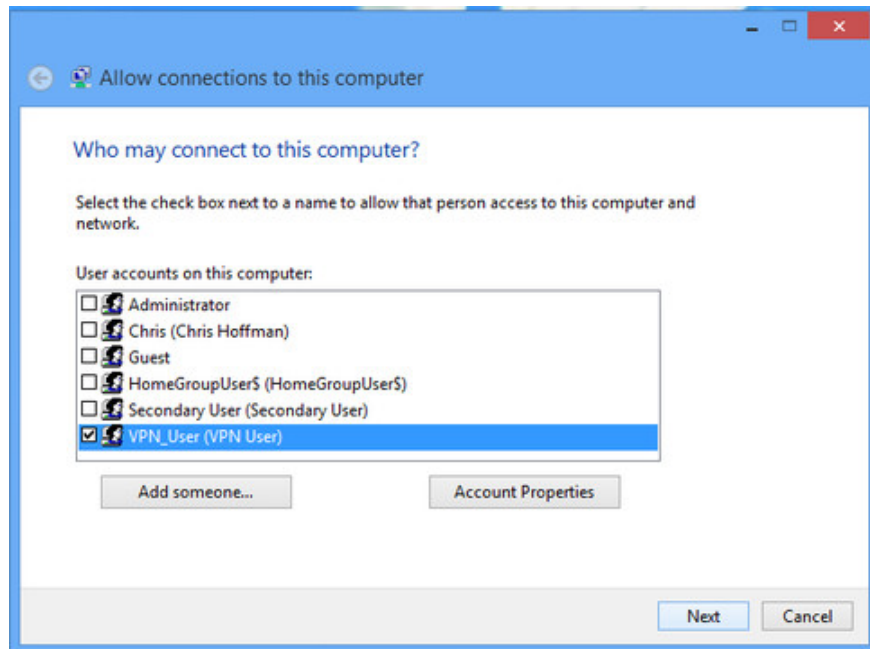 Allow connections to this computer
Who may connect to this computer?
Select the check box next to a name to allow that person access to this computer and
network.
User accounts on this computer:
Administrator
Chris (Chris Hoffman)
Guest
HomeGroupUser$ (HomeGroupUser$)
Secondary User (Secondary User)
VPN_User (VPN User)
Add someone... Account Properties
Next Cancel